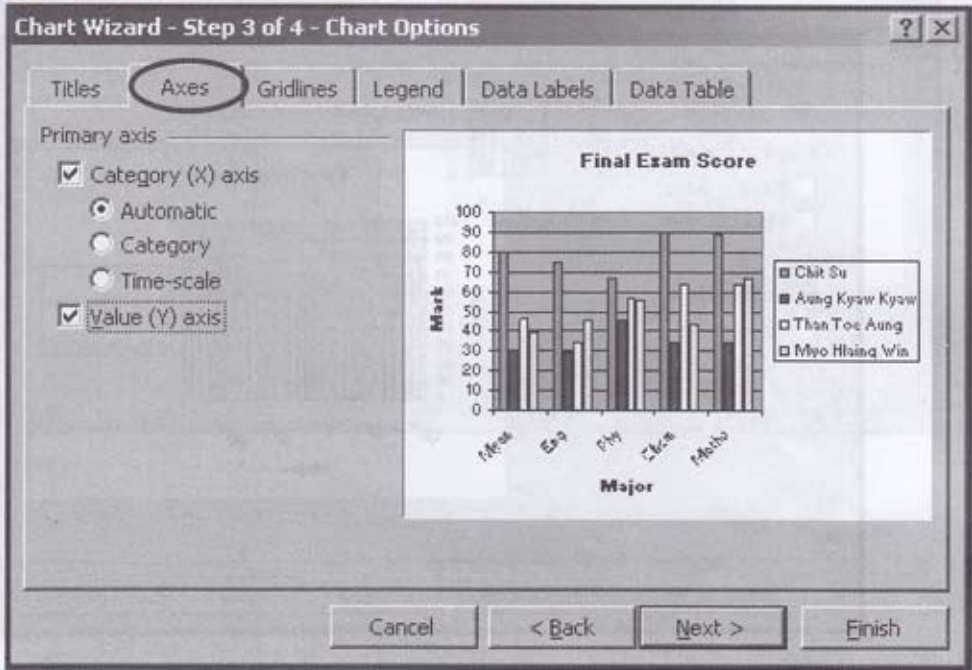 Chart Wizard - Step 3 of 4 - Chart Options
? ×
Titles Axes Gridlines Legend Data Labels Data Table
Primary axis
Category (X) axis
Automatic
Category
Time-scale
Value (Y) axis
Final Exam Score
100
90
80
70
60
50
40
30
20
10
0
Mark
Eng Phy Chem
Major
Chit Su
Aung Kyaw Kyaw
Than Toe Aung
Myo Hlaing Win
Cancel < Back Next > Finish